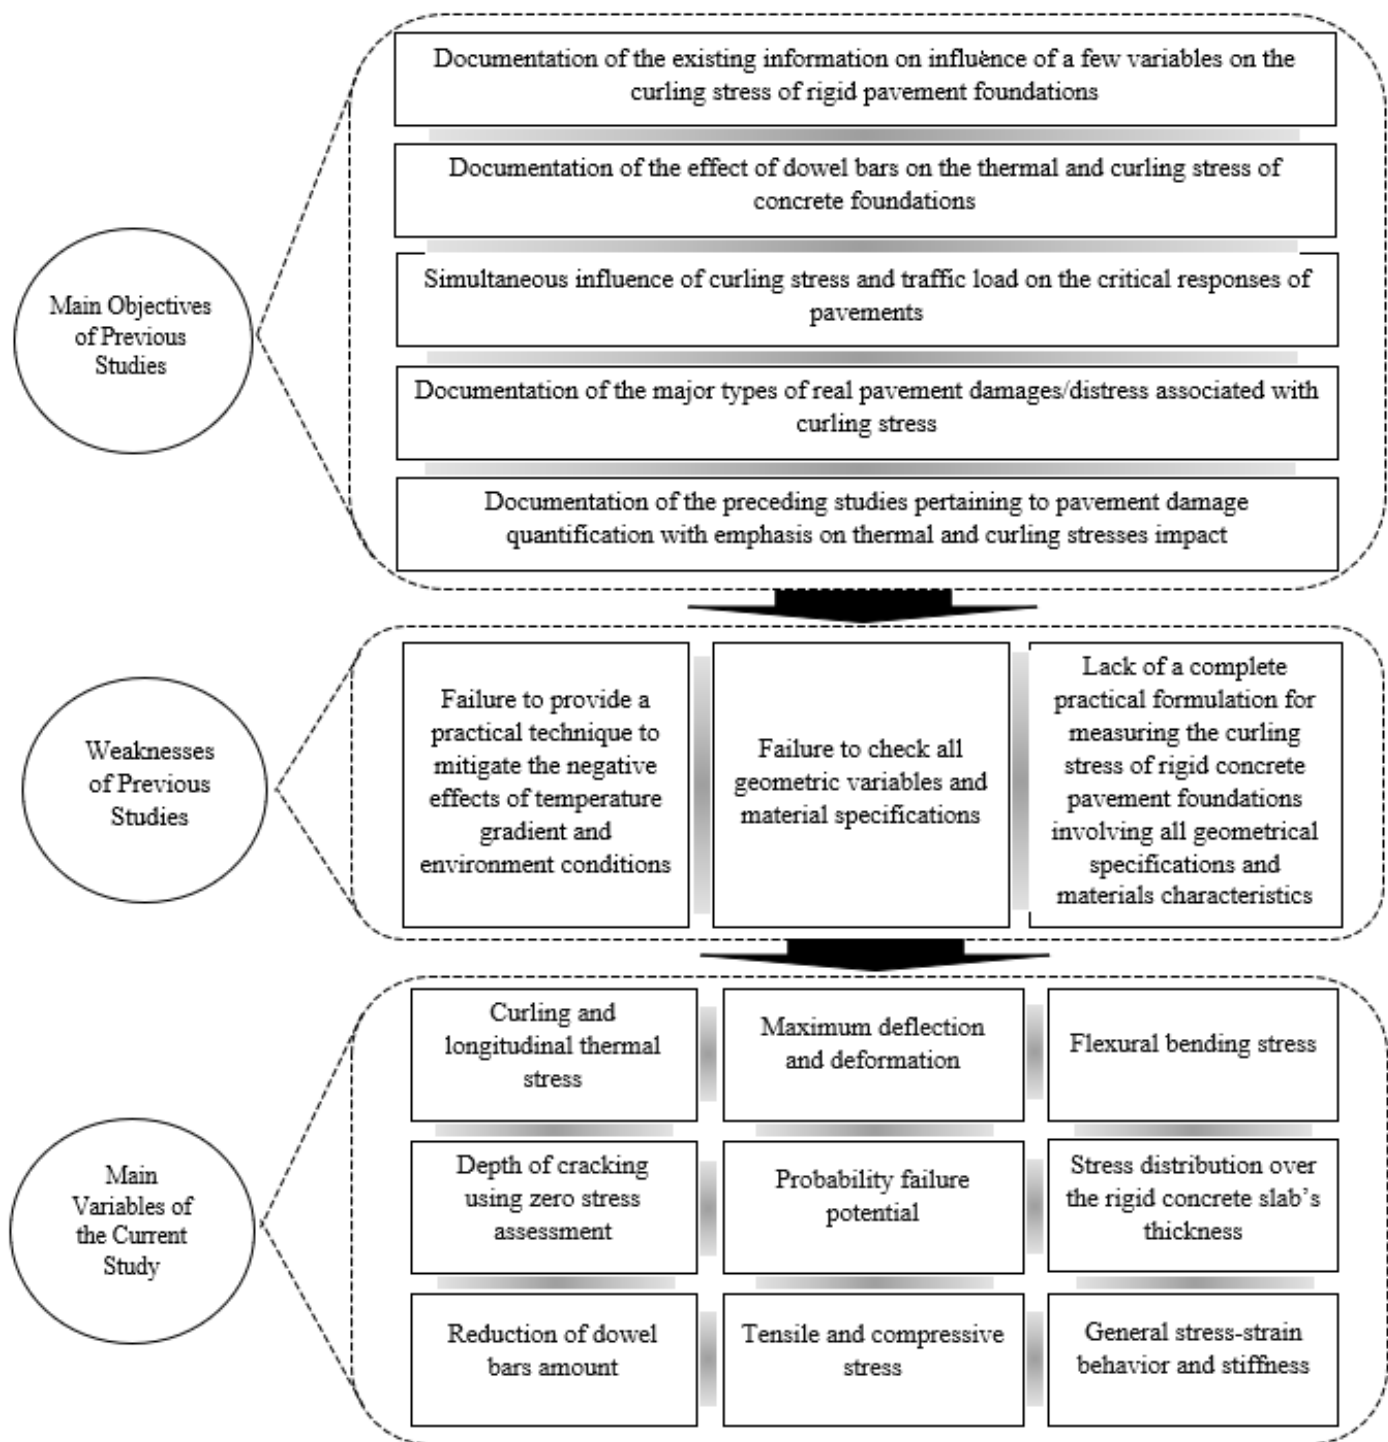 Documentation of the existing information on influence of a few variables on the
curling stress of rigid pavement foundations
Documentation of the effect of dowel bars on the thermal and curling stress of
concrete foundations
Simultaneous influence of curling stress and traffic load on the critical responses of
pavements
Documentation of the major types of real pavement damages/distress associated with
curling stress
Documentation of the preceding studies pertaining to pavement damage
quantification with emphasis on thermal and curling stresses impact
Main Objectives
of Previous
Studies
Weaknesses
of Previous
Studies
Failure to provide a
practical technique to
mitigate the negative
effects of temperature
gradient and
environment conditions
Failure to check all
geometric variables and
material specifications
Lack of a complete
practical formulation for
measuring the curling
stress of rigid concrete
pavement foundations
involving all geometrical
specifications and
materials characteristics
Main
Variables of
the Current
Study
Curling and
longitudinal thermal
stress
Maximum deflection
and deformation
Flexural bending stress
Depth of cracking
using zero stress
assessment
Probability failure
potential
Stress distribution over
the rigid concrete slab’s
thickness
Reduction of dowel
bars amount
Tensile and compressive
stress
General stress-strain
behavior and stiffness